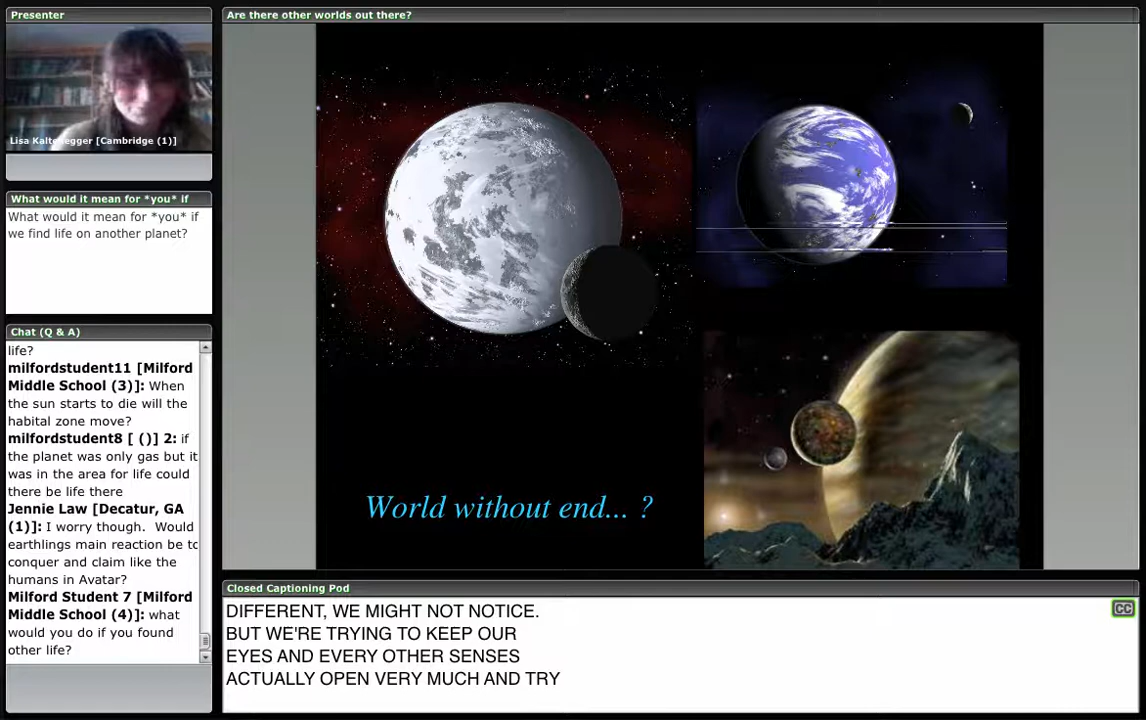 Presenter
Lisa Kaltenegger [Cambridge (1)]
What would it mean for *you* if
What would it mean for *you* if
we find life on another planet?
Chat (Q & A)
life?
milfordstudent11 [Milford
Middle School (3)]: When
the sun starts to die will the
habital zone move?
milfordstudent8 [ ()] 2: if
the planet was only gas but it
was in the area for life could
there be life there
Jennie Law [Decatur, GA
(1)]: I worry though. Would
earthlings main reaction be to
conquer and claim like the
humans in Avatar?
Milford Student 7 [Milford
Middle School (4)]: what
would you do if you found
other life?
Are there other worlds out there?
World without end... ?
Closed Captioning Pod
DIFFERENT, WE MIGHT NOT NOTICE.
BUT WE'RE TRYING TO KEEP OUR
EYES AND EVERY OTHER SENSES
ACTUALLY OPEN VERY MUCH AND TRY
CC